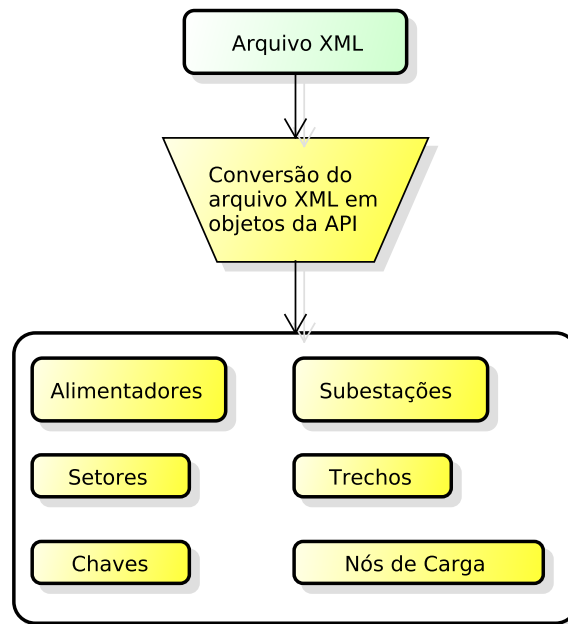 Arquivo XML
Conversão do
arquivo XML em
objetos da API
Alimentadores
Subestações
Setores
Trechos
Chaves
Nós de Carga